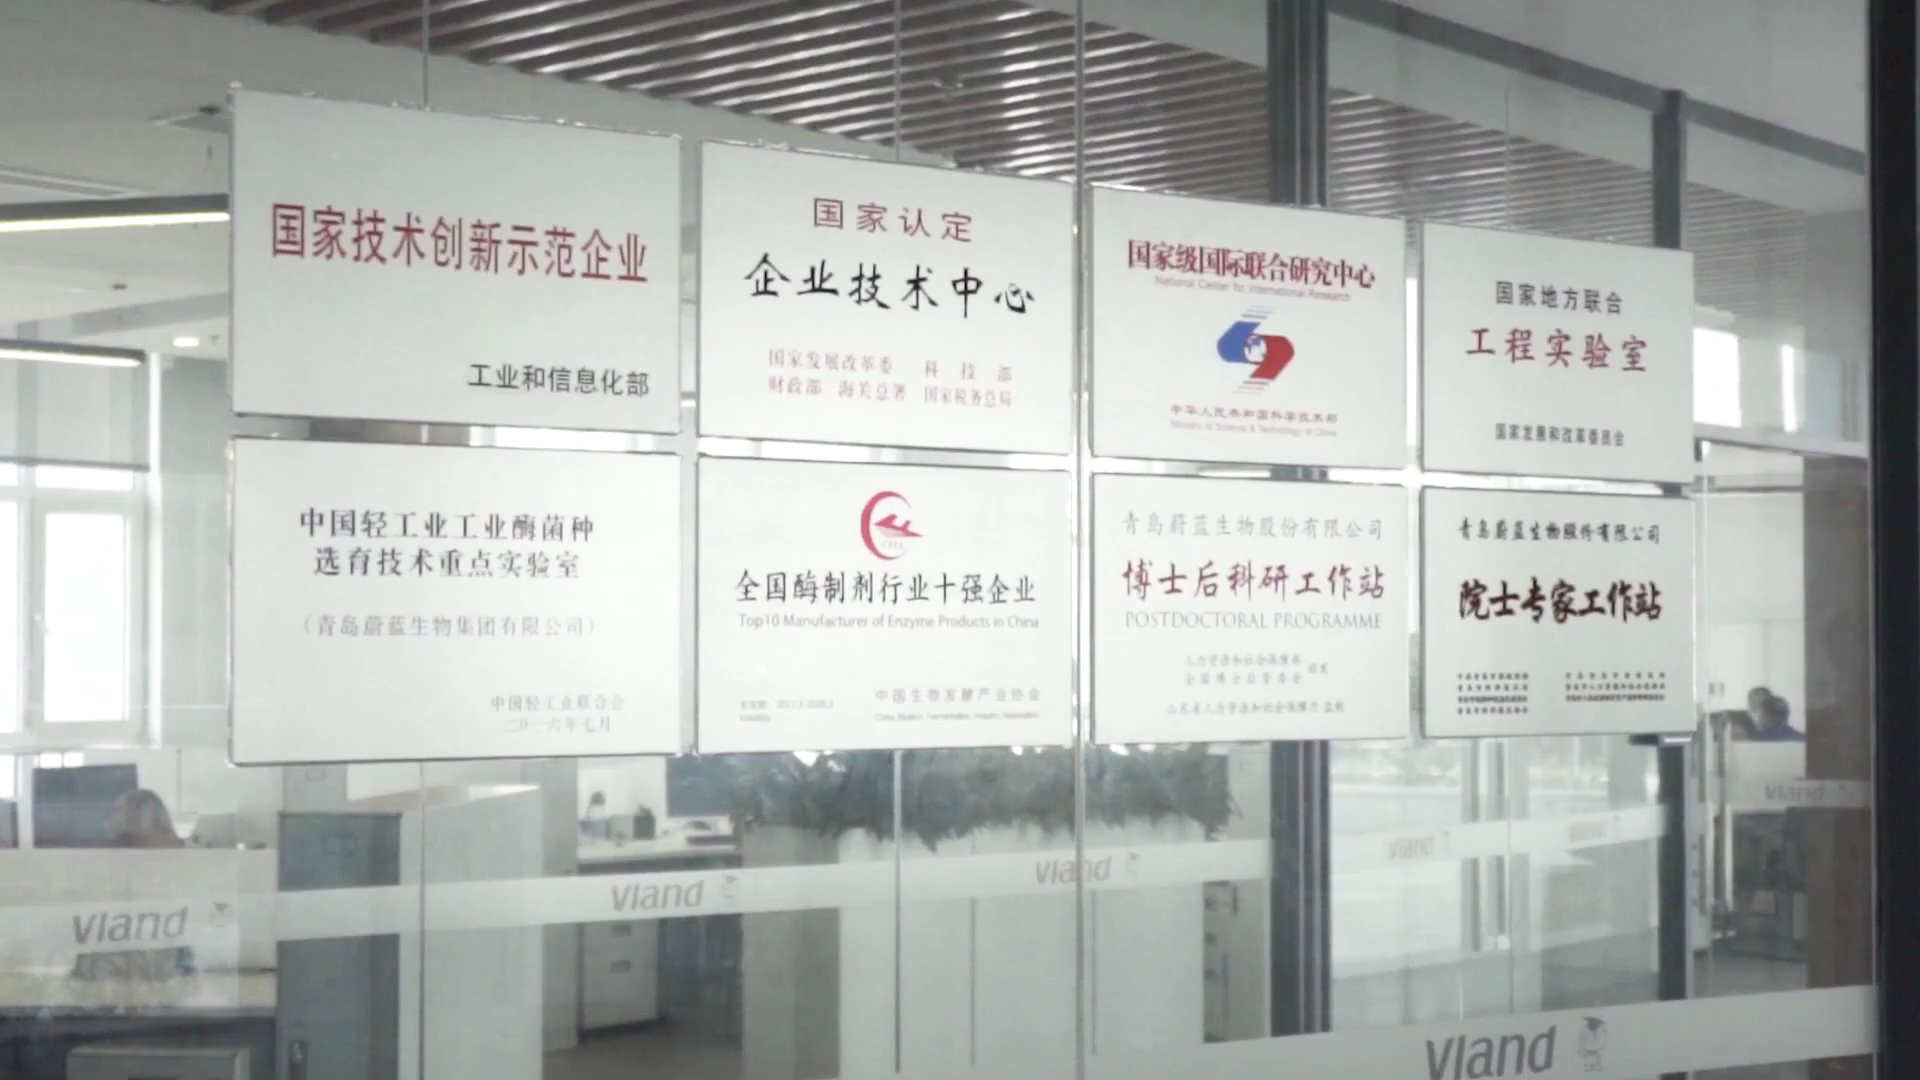 国家技术创新示范企业
工业和信息化部
国家认定
企业技术中心
国家发展改革委 科技部
财政部 海关总署 国家税务总局
国家级国际联合研究中心
National Center for International Research
中华人民共和国科学技术部
Ministry of Science & Technology of China
国家地方联合
工程实验室
国家发展和改革委员会
中国轻工业工业酶菌种
选育技术重点实验室
（青岛蔚蓝生物集团有限公司）
中国轻工业联合会
二〇一六年七月
全国酶制剂行业十强企业
Top10 Manufacturer of Enzyme Products in China
中国生物发酵产业协会
青岛蔚蓝生物股份有限公司
博士后科研工作站
POSTDOCTORAL PROGRAMME
人力资源和社会保障部
全国博士后管委会 颁发
山东省人力资源和社会保障厅 监制
青岛蔚蓝生物股份有限公司
院士专家工作站
Vland
Vland
Vland
Vland
Vland
Vland